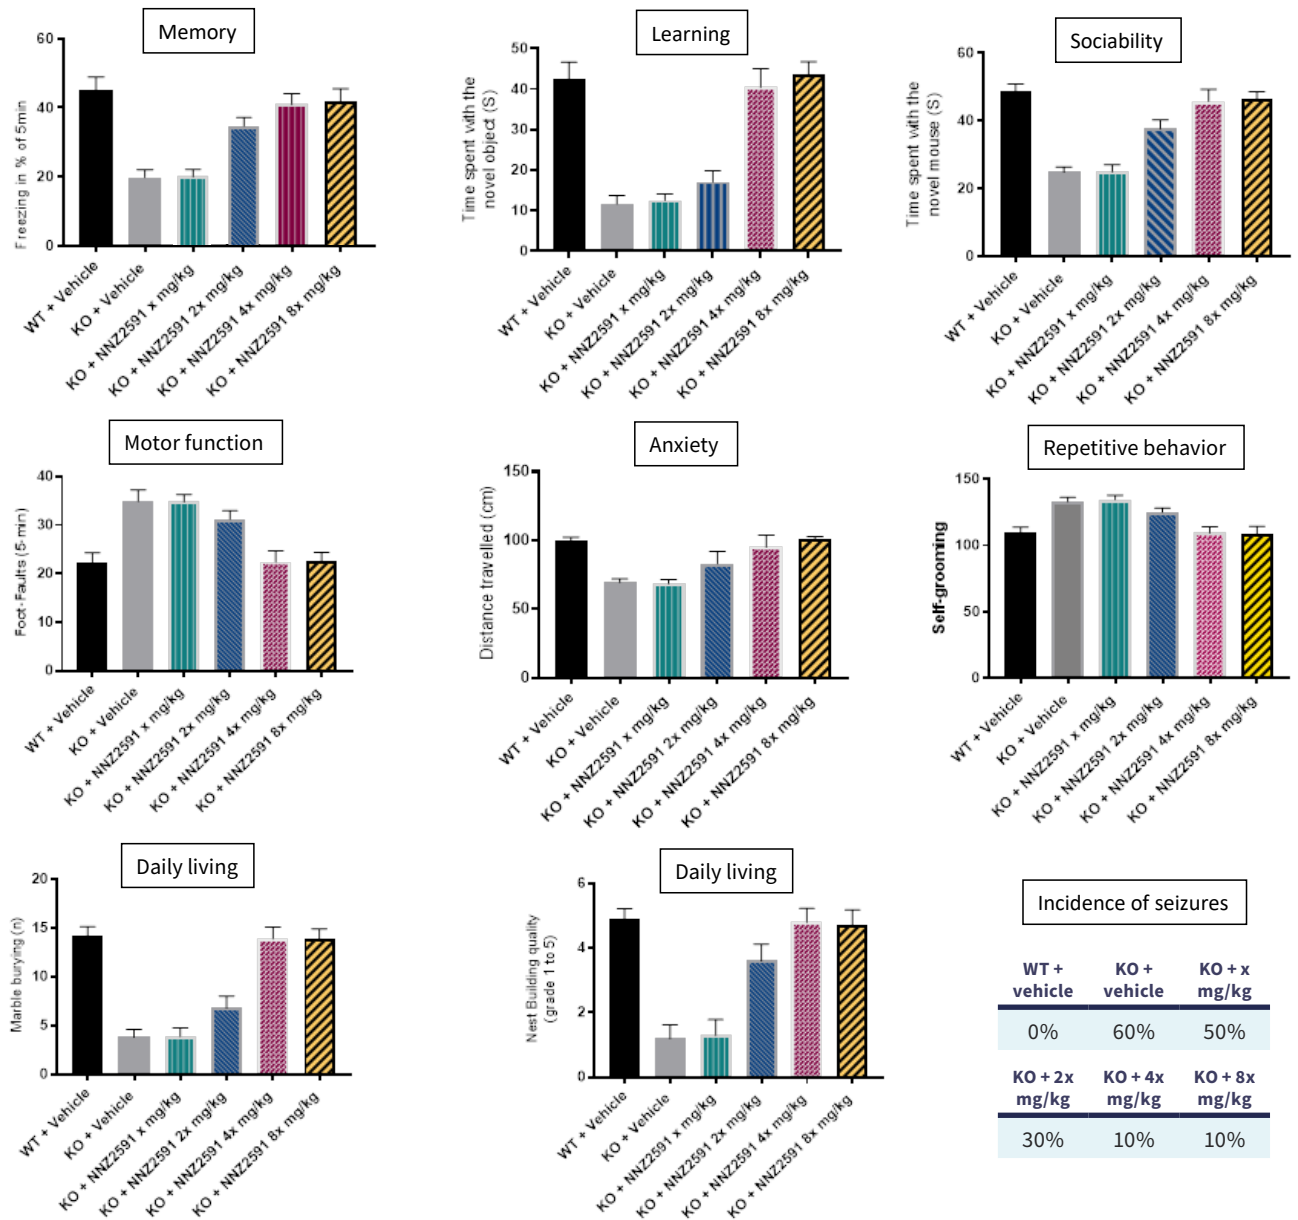 Memory
Freezing in % of 5min
60
40
20
0
WT + Vehicle
KO + Vehicle
KO + NNZ2591 x mg/kg
KO + NNZ2591 2x mg/kg
KO + NNZ2591 4x mg/kg
KO + NNZ2591 8x mg/kg
Learning
Time spent with the
novel object (S)
50
40
30
20
10
0
WT + Vehicle
KO + Vehicle
KO + NNZ2591 x mg/kg
KO + NNZ2591 2x mg/kg
KO + NNZ2591 4x mg/kg
KO + NNZ2591 8x mg/kg
Sociability
Time spent with the
novel mouse (S)
60
40
20
0
WT + Vehicle
KO + Vehicle
KO + NNZ2591 x mg/kg
KO + NNZ2591 2x mg/kg
KO + NNZ2591 4x mg/kg
KO + NNZ2591 8x mg/kg
Motor function
Foot-Faults (5-min)
40
30
20
10
0
WT + Vehicle
KO + Vehicle
KO + NNZ2591 x mg/kg
KO + NNZ2591 2x mg/kg
KO + NNZ2591 4x mg/kg
KO + NNZ2591 8x mg/kg
Anxiety
Distance travelled (cm)
150
100
50
0
WT + Vehicle
KO + Vehicle
KO + NNZ2591 x mg/kg
KO + NNZ2591 2x mg/kg
KO + NNZ2591 4x mg/kg
KO + NNZ2591 8x mg/kg
Repetitive behavior
Self-grooming
150
100
50
0
WT + Vehicle
KO + Vehicle
KO + NNZ2591 x mg/kg
KO + NNZ2591 2x mg/kg
KO + NNZ2591 4x mg/kg
KO + NNZ2591 8x mg/kg
Daily living
Marble burying (n)
20
15
10
5
0
WT + Vehicle
KO + Vehicle
KO + NNZ2591 x mg/kg
KO + NNZ2591 2x mg/kg
KO + NNZ2591 4x mg/kg
KO + NNZ2591 8x mg/kg
Daily living
Nest Building quality
(grade 1 to 5)
6
4
2
0
WT + Vehicle
KO + Vehicle
KO + NNZ2591 x mg/kg
KO + NNZ2591 2x mg/kg
KO + NNZ2591 4x mg/kg
KO + NNZ2591 8x mg/kg
Incidence of seizures
WT + vehicle
KO + vehicle
KO + x mg/kg
0% 60% 50%
KO + 2x mg/kg
KO + 4x mg/kg
KO + 8x mg/kg
30% 10% 10%